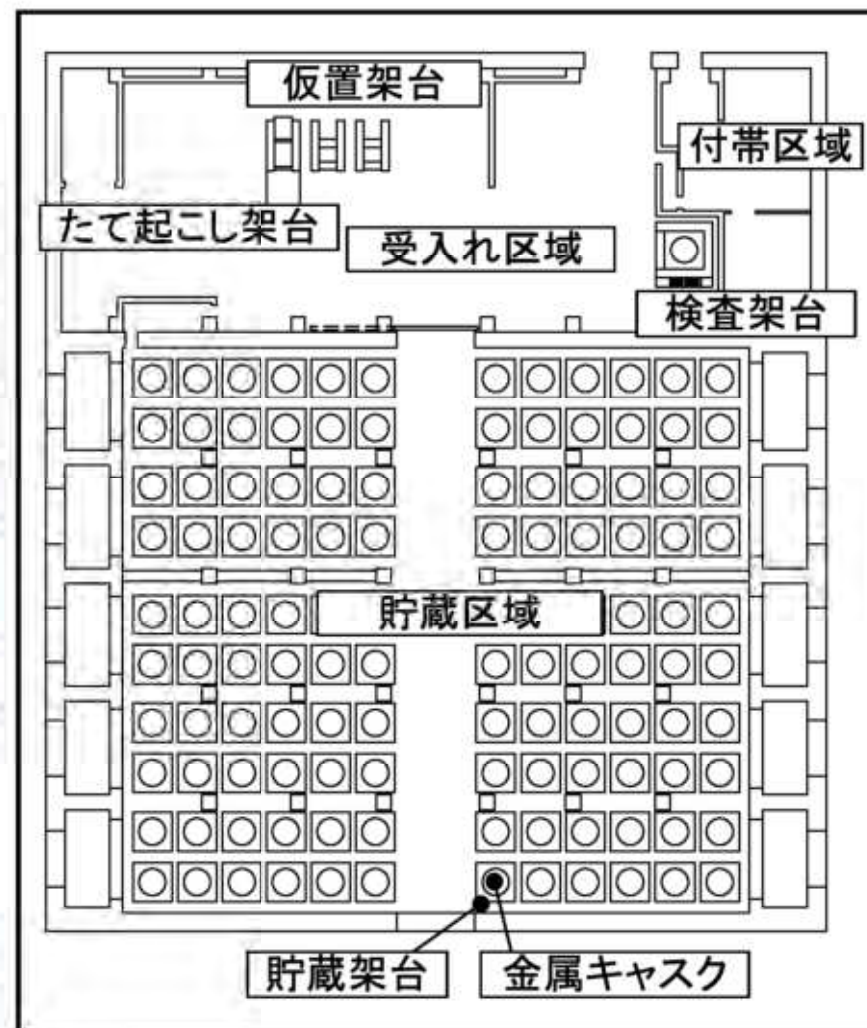 仮置架台
付帯区域
たて起こし架台
受入れ区域
検査架台
貯蔵区域
貯蔵架台
金属キャスク